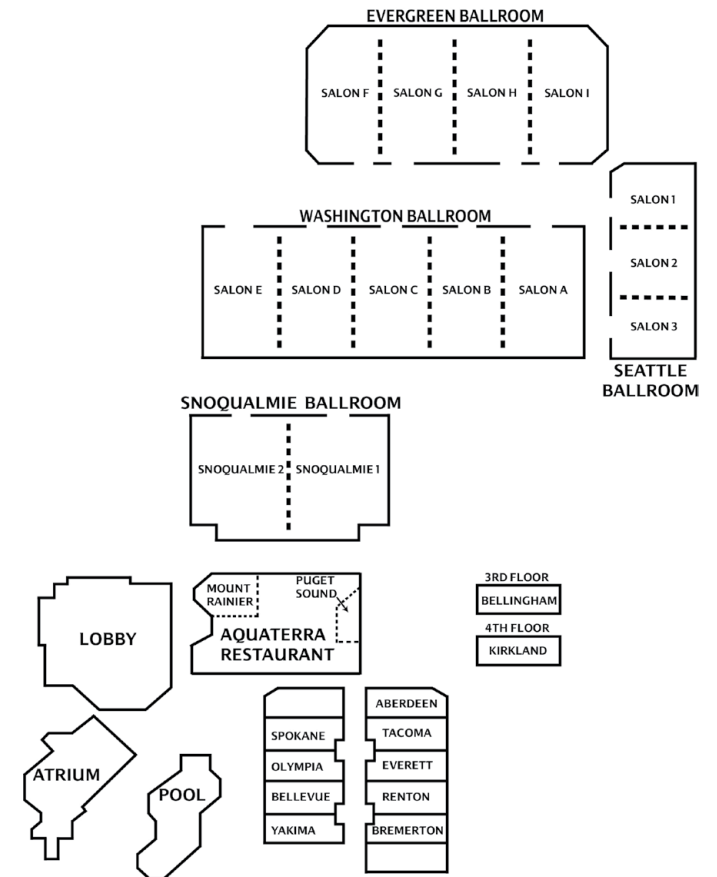 EVERGREEN BALLROOM
SALON F
SALON G
SALON H
SALON I
SALON 1
SALON 2
SALON 3
SEATTLE
BALLROOM
WASHINGTON BALLROOM
SALON E
SALON D
SALON C
SALON B
SALON A
SNOQUALMIE BALLROOM
SNOQUALMIE 2
SNOQUALMIE 1
LOBBY
MOUNT
RAINIER
PUGET
SOUND
AQUATERRA
RESTAURANT
3RD FLOOR
BELLINGHAM
4TH FLOOR
KIRKLAND
ATRIUM
POOL
SPOKANE
OLYMPIA
BELLEVUE
YAKIMA
ABERDEEN
TACOMA
EVERETT
RENTON
BREMERTON